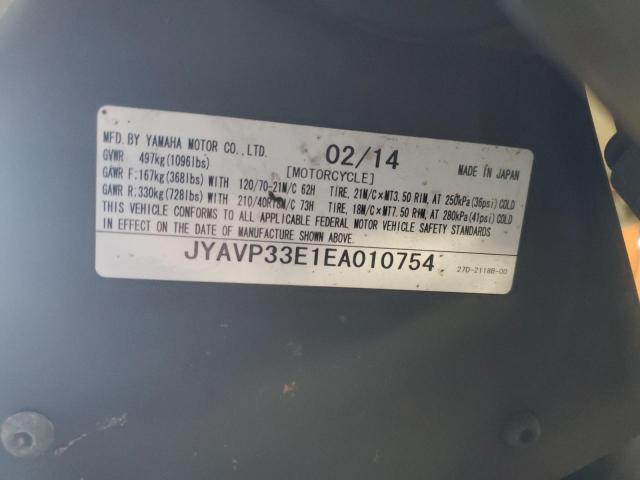 MFD. BY YAMAHA MOTOR CO., LTD. 02/14 MADE IN JAPAN
GVWR 497kg(1096lbs) [MOTORCYCLE]
GAWR F:167kg(368lbs) WITH 120/70-21M/C 62H TIRE, 21M/C×MT3.50 RIM, AT 250kPa(36psi) COLD
GAWR R:330kg(728lbs) WITH 210/40R18M/C 73H TIRE, 18M/C×MT7.50 RIM, AT 280kPa(41psi) COLD
THIS VEHICLE CONFORMS TO ALL APPLICABLE FEDERAL MOTOR VEHICLE SAFETY STANDARDS
IN EFFECT ON THE DATE OF MANUFACTURE SHOWN ABOVE.
JYAVP33E1EA010754 27D-2118B-00